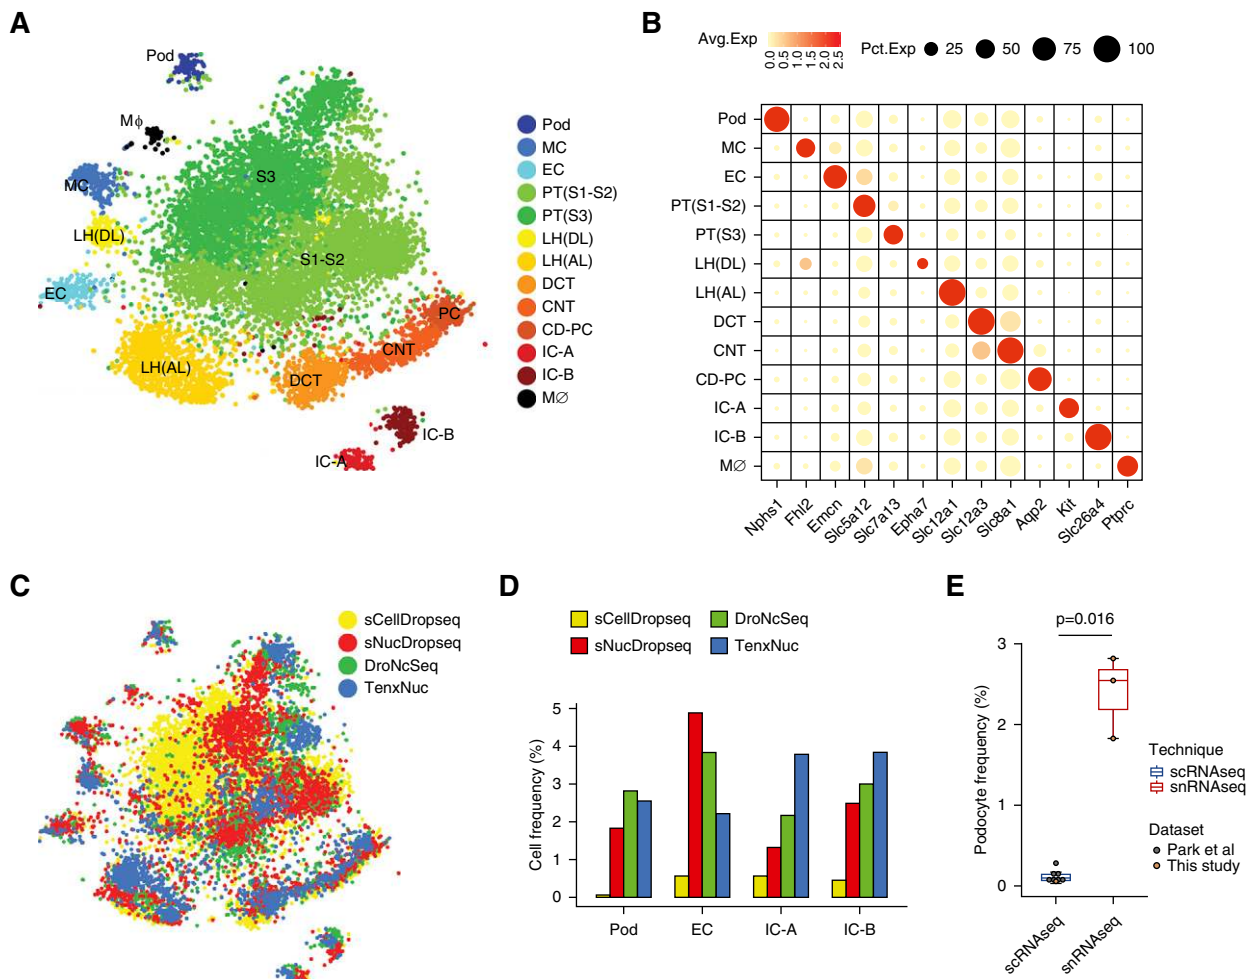 A
Pod
Mϕ
MC
S3
LH(DL)
S1-S2
EC
PC
CNT
LH(AL)
DCT
IC-B
IC-A
Pod
MC
EC
PT(S1-S2)
PT(S3)
LH(DL)
LH(AL)
DCT
CNT
CD-PC
IC-A
IC-B
M∅
B
Avg.Exp
0.0
0.5
1.0
1.5
2.0
2.5
Pct.Exp
25
50
75
100
Pod
MC
EC
PT(S1-S2)
PT(S3)
LH(DL)
LH(AL)
DCT
CNT
CD-PC
IC-A
IC-B
M∅
Nphs1
Fhl2
Emcn
Slc5a12
Slc7a13
Epha7
Slc12a1
Slc12a3
Slc8a1
Aqp2
Kit
Slc26a4
Ptprc
C
sCellDropseq
sNucDropseq
DroNcSeq
TenxNuc
D
sCellDropseq
DroNcSeq
sNucDropseq
TenxNuc
Cell frequency (%)
5
4
3
2
1
0
Pod
EC
IC-A
IC-B
E
p=0.016
Podocyte frequency (%)
3
2
1
0
scRNAseq
snRNAseq
Technique
scRNAseq
snRNAseq
Dataset
Park et al
This study